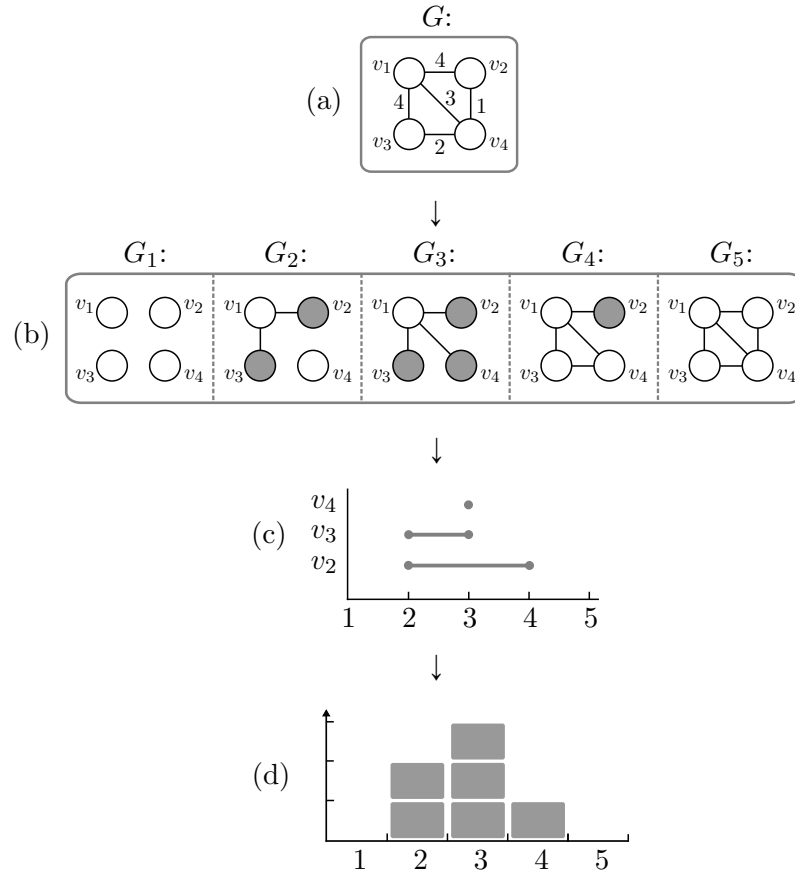 G:
v₁ 4 v₂
(a) 4 3 1
v₃ 2 v₄
↓
G₁: G₂: G₃: G₄: G₅:
v₁ v₂ v₁ v₂ v₁ v₂ v₁ v₂ v₁ v₂
(b)
v₃ v₄ v₃ v₄ v₃ v₄ v₃ v₄ v₃ v₄
↓
v₄
(c) v₃
v₂
1 2 3 4 5
↓
(d)
1 2 3 4 5